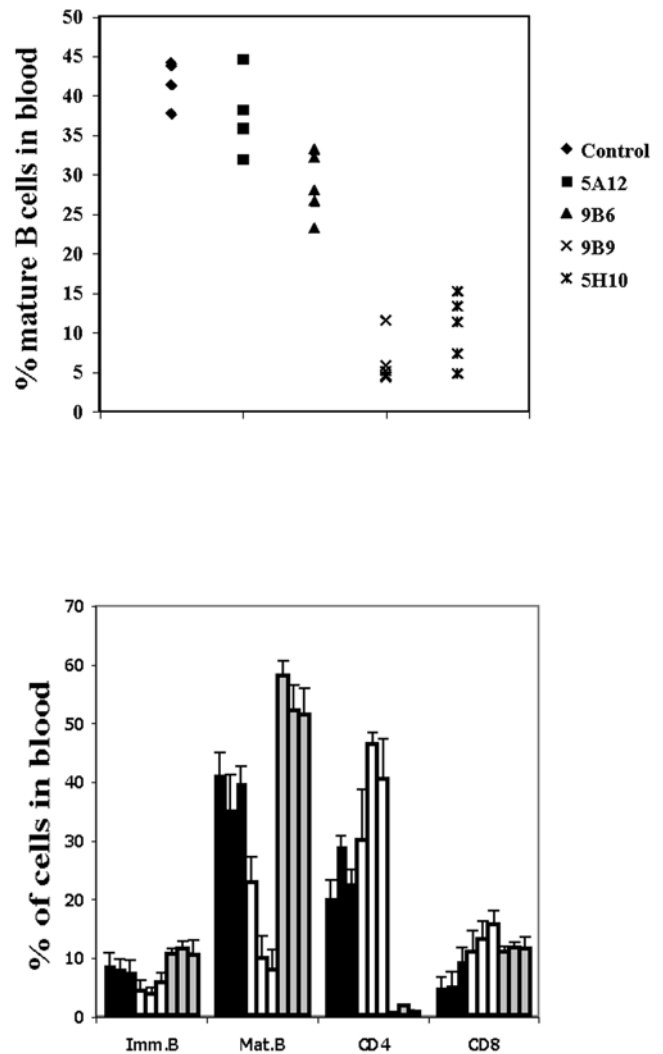 % mature B cells in blood
50
45
40
35
30
25
20
15
10
5
0
Control
5A12
9B6
9B9
5H10
% of cells in blood
70
60
50
40
30
20
10
0
Imm.B Mat.B CD4 CD8